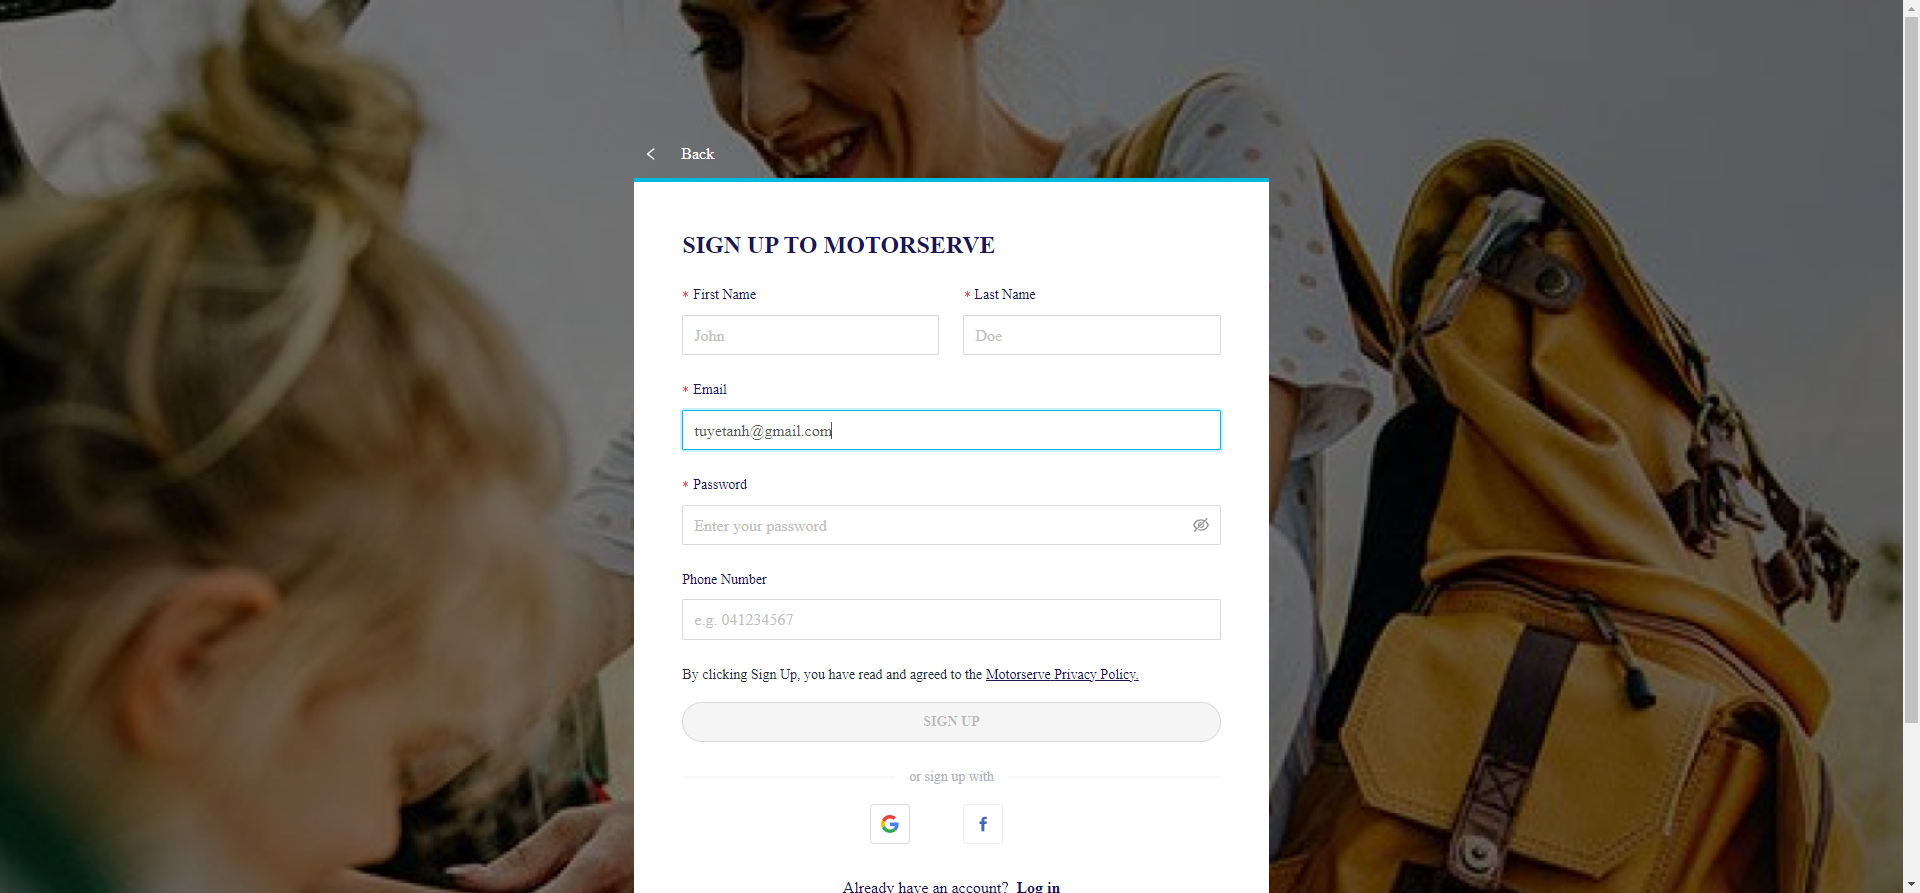 Back
SIGN UP TO MOTORSERVE
* First Name
* Last Name
John
Doe
* Email
tuyetanh@gmail.com
* Password
Enter your password
Phone Number
e.g. 041234567
By clicking Sign Up, you have read and agreed to the Motorserve Privacy Policy.
SIGN UP
or sign up with
Already have an account? Log in